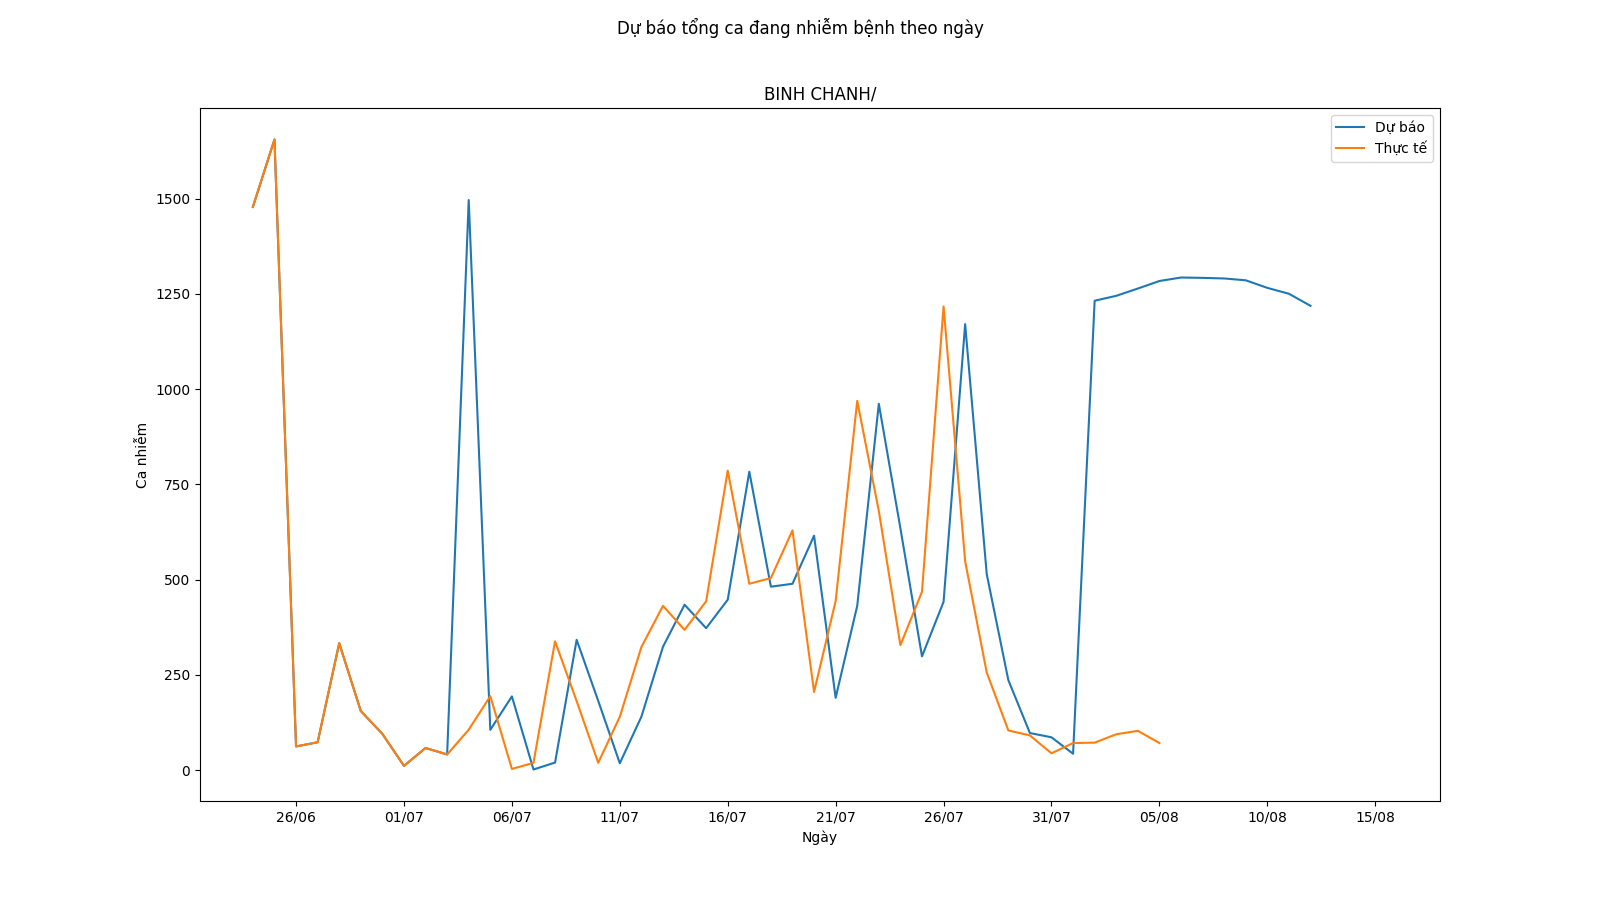 Dự báo tổng ca đang nhiễm bệnh theo ngày
BINH CHANH/
Dự báo
Thực tế
1500
1250
1000
750
500
250
0
Ca nhiễm
26/06 01/07 06/07 11/07 16/07 21/07 26/07 31/07 05/08 10/08 15/08
Ngày